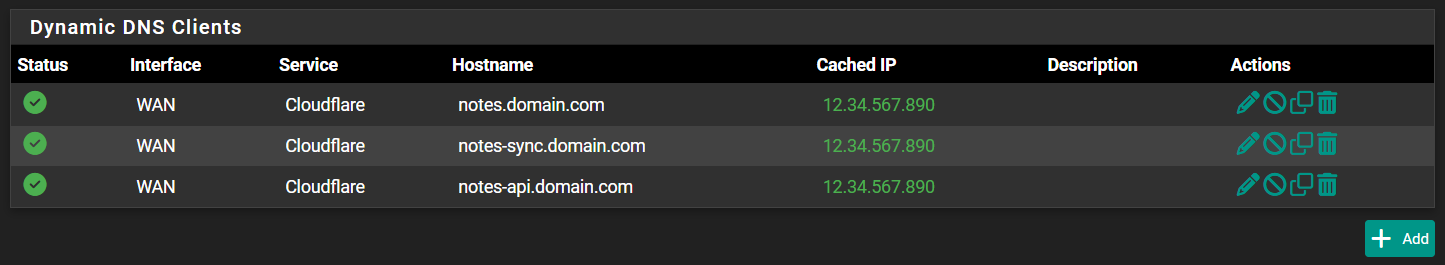 Dynamic DNS Clients
Status Interface Service Hostname Cached IP Description Actions
WAN Cloudflare notes.domain.com 12.34.567.890
WAN Cloudflare notes-sync.domain.com 12.34.567.890
WAN Cloudflare notes-api.domain.com 12.34.567.890
Add